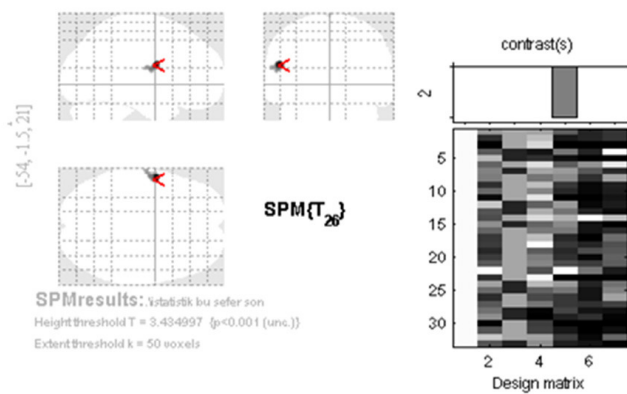 contrast(s)
2
[-54, -1.5, 21]
SPM{T26}
5
10
15
20
25
30
2 4 6
Design matrix
SPMresults: .\istatistik bu sefer son
Height threshold T = 3.434997 {p<0.001 (unc.)}
Extent threshold k = 50 voxels